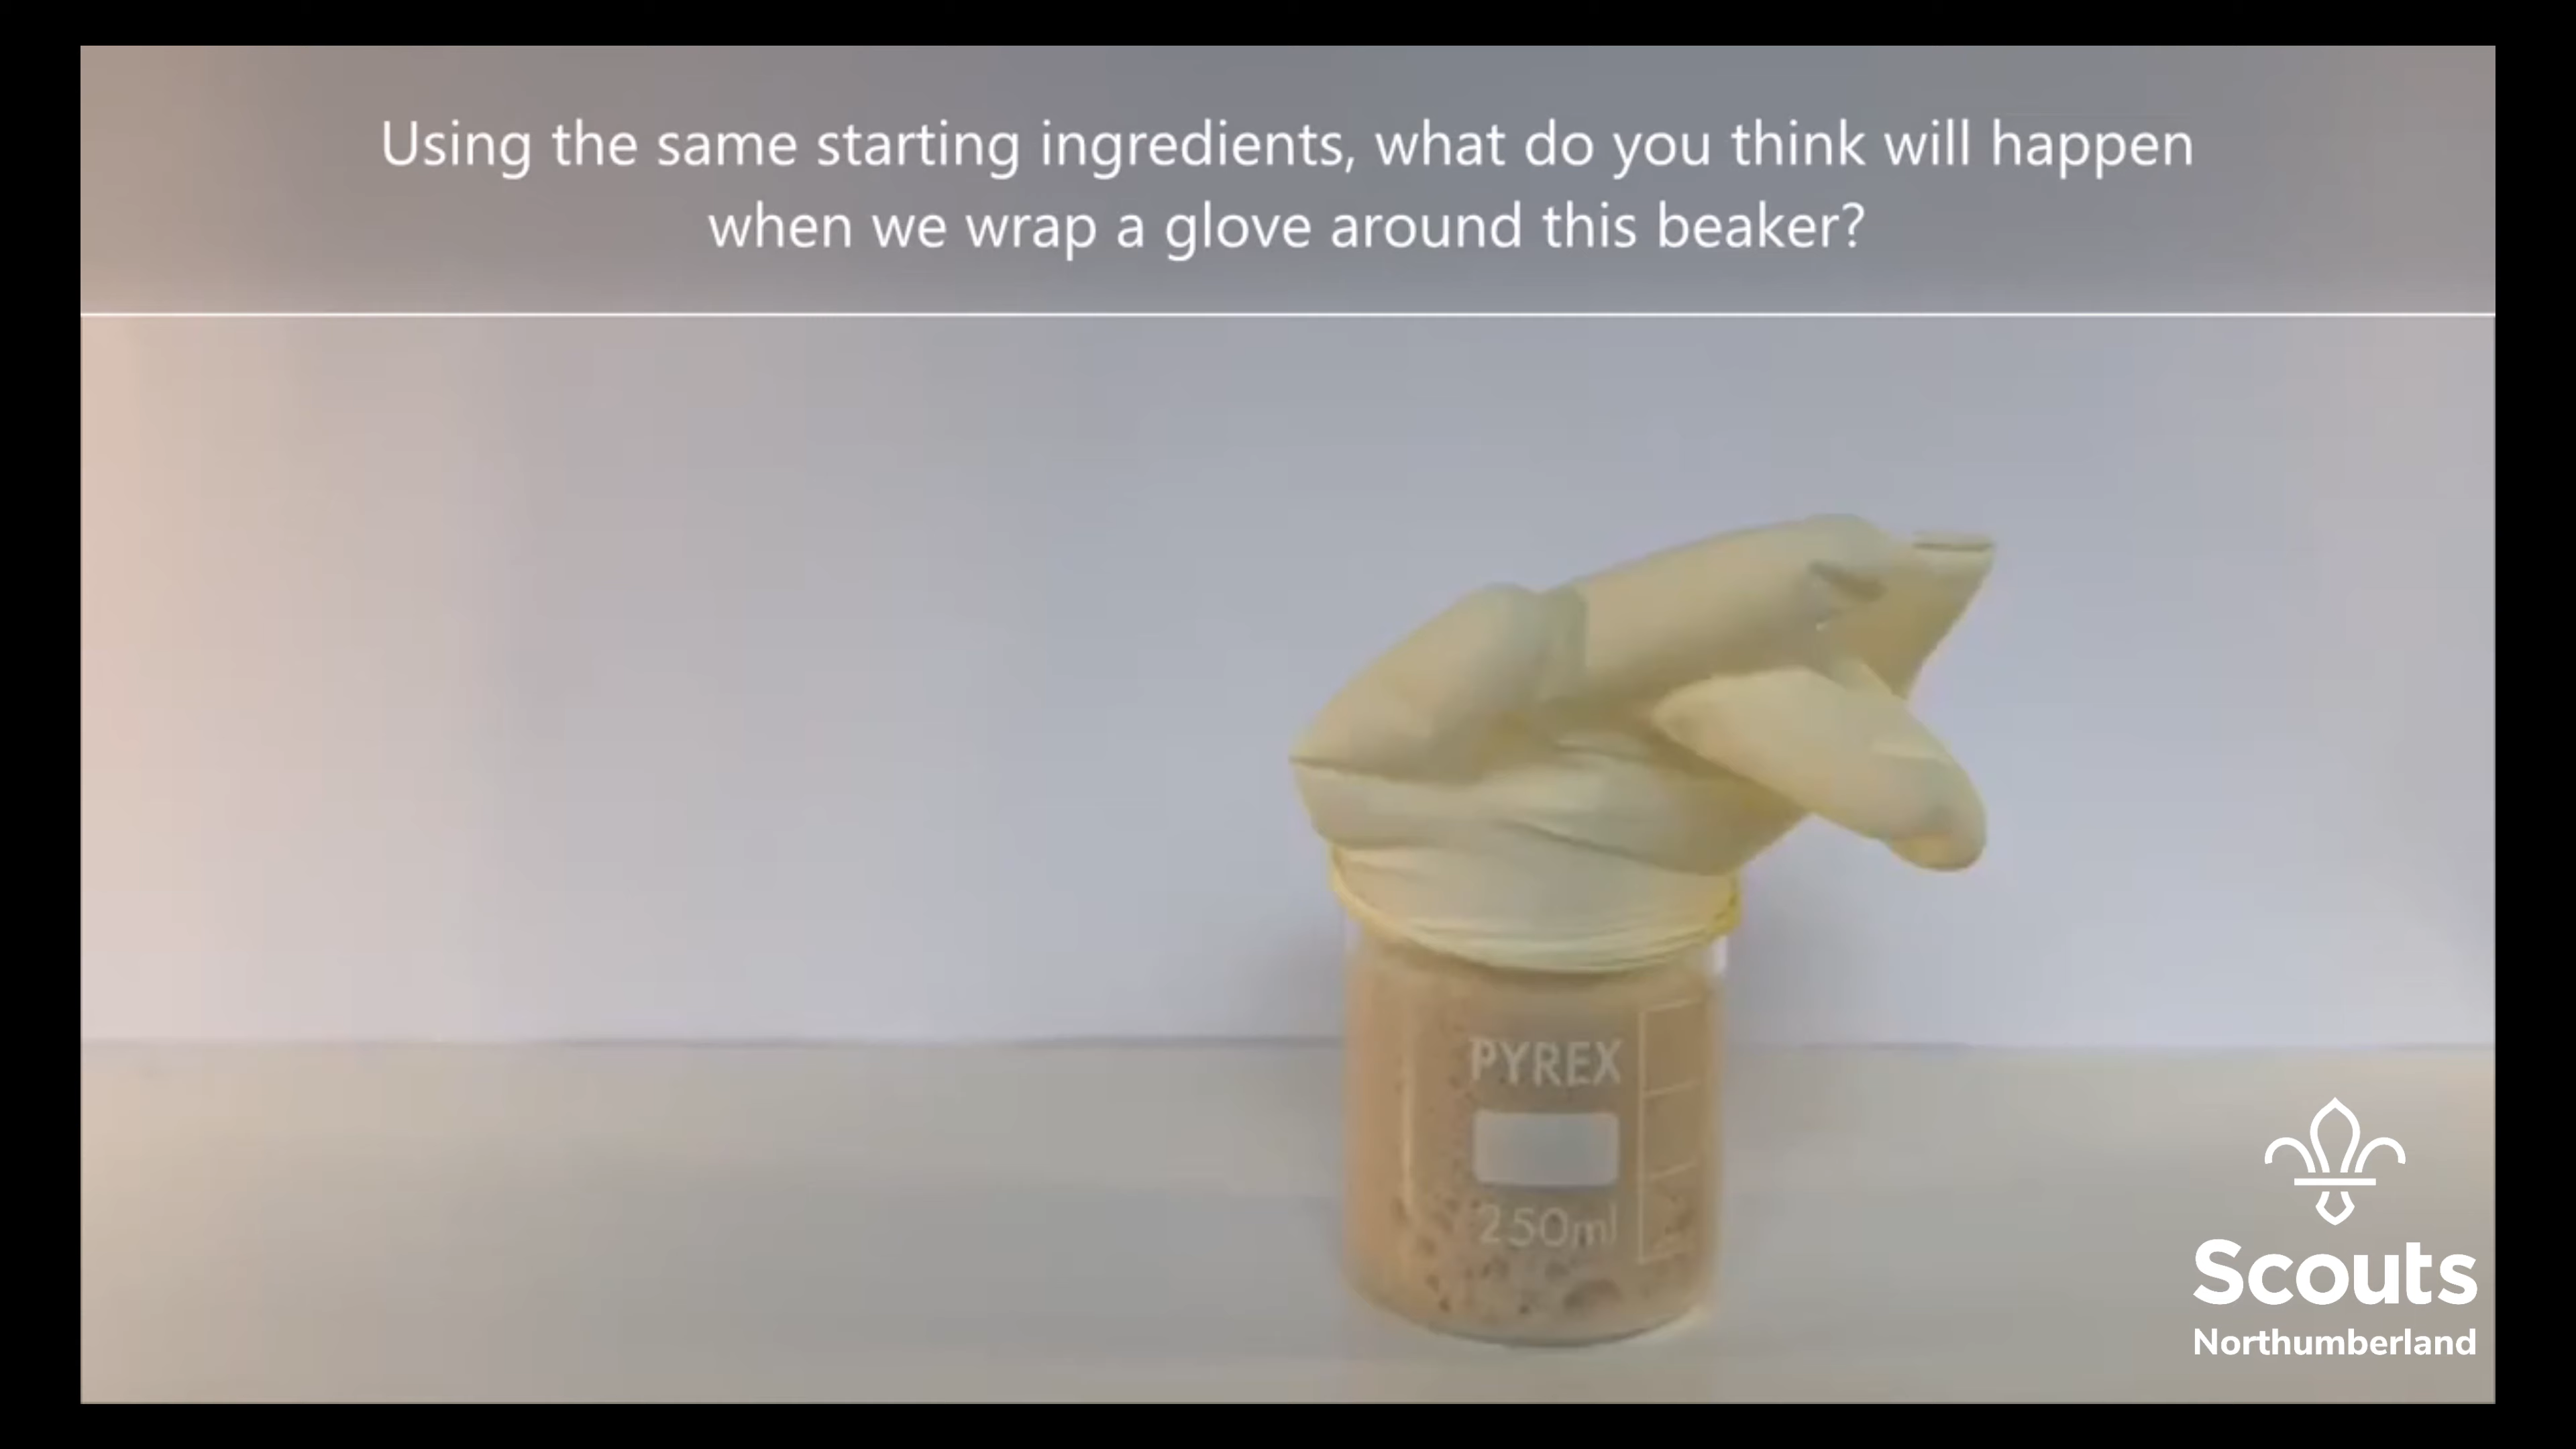 Using the same starting ingredients, what do you think will happen
when we wrap a glove around this beaker?
PYREX
250ml
Scouts
Northumberland